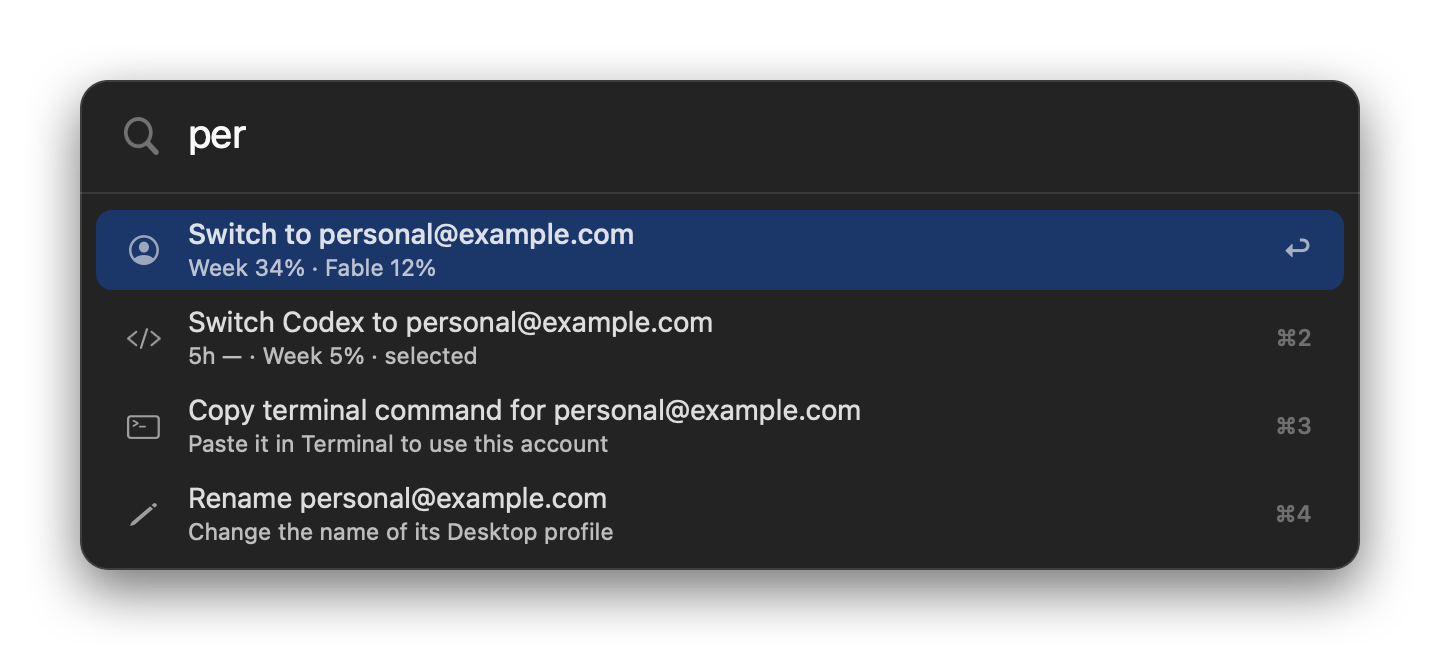 per
Switch to personal@example.com
Week 34% · Fable 12%
↩
Switch Codex to personal@example.com
5h — · Week 5% · selected
⌘2
Copy terminal command for personal@example.com
Paste it in Terminal to use this account
⌘3
Rename personal@example.com
Change the name of its Desktop profile
⌘4